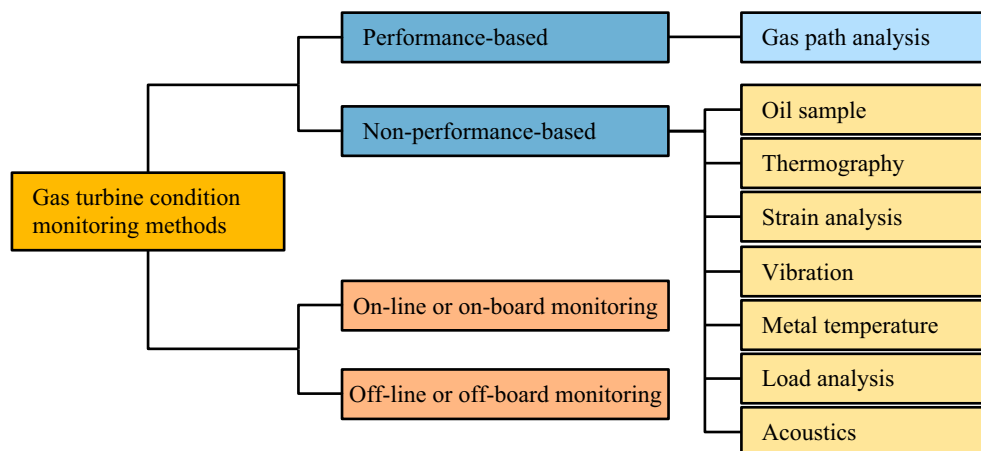 Performance-based
Gas path analysis
Non-performance-based
Oil sample
Thermography
Gas turbine condition
monitoring methods
Strain analysis
Vibration
On-line or on-board monitoring
Metal temperature
Off-line or off-board monitoring
Load analysis
Acoustics